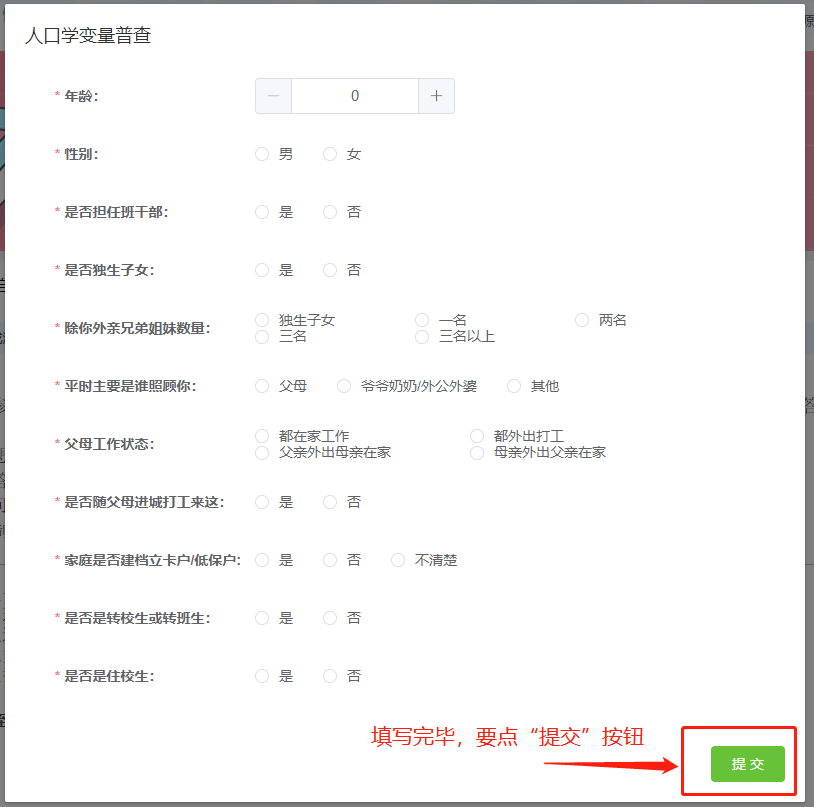 人口学变量普查
* 年龄： － 0 ＋
* 性别： 男 女
* 是否担任班干部： 是 否
* 是否独生子女： 是 否
* 除你外亲兄弟姐妹数量： 独生子女 一名 两名
三名 三名以上
* 平时主要是谁照顾你： 父母 爷爷奶奶/外公外婆 其他
* 父母工作状态： 都在家工作 都外出打工
父亲外出母亲在家 母亲外出父亲在家
* 是否随父母进城打工来这： 是 否
* 家庭是否建档立卡户/低保户： 是 否 不清楚
* 是否是转校生或转班生： 是 否
* 是否是住校生： 是 否
填写完毕，要点“提交”按钮
提 交